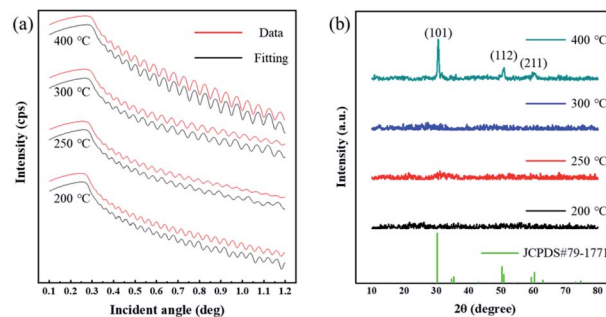 (a)
Data
Fitting
400 ℃
300 ℃
250 ℃
200 ℃
Intensity (cps)
0.1 0.2 0.3 0.4 0.5 0.6 0.7 0.8 0.9 1.0 1.1 1.2
Incident angle (deg)
(b)
(101)
(112)
(211)
400 ℃
300 ℃
250 ℃
200 ℃
JCPDS#79-1771
Intensity (a.u.)
10 20 30 40 50 60 70 80
2θ (degree)